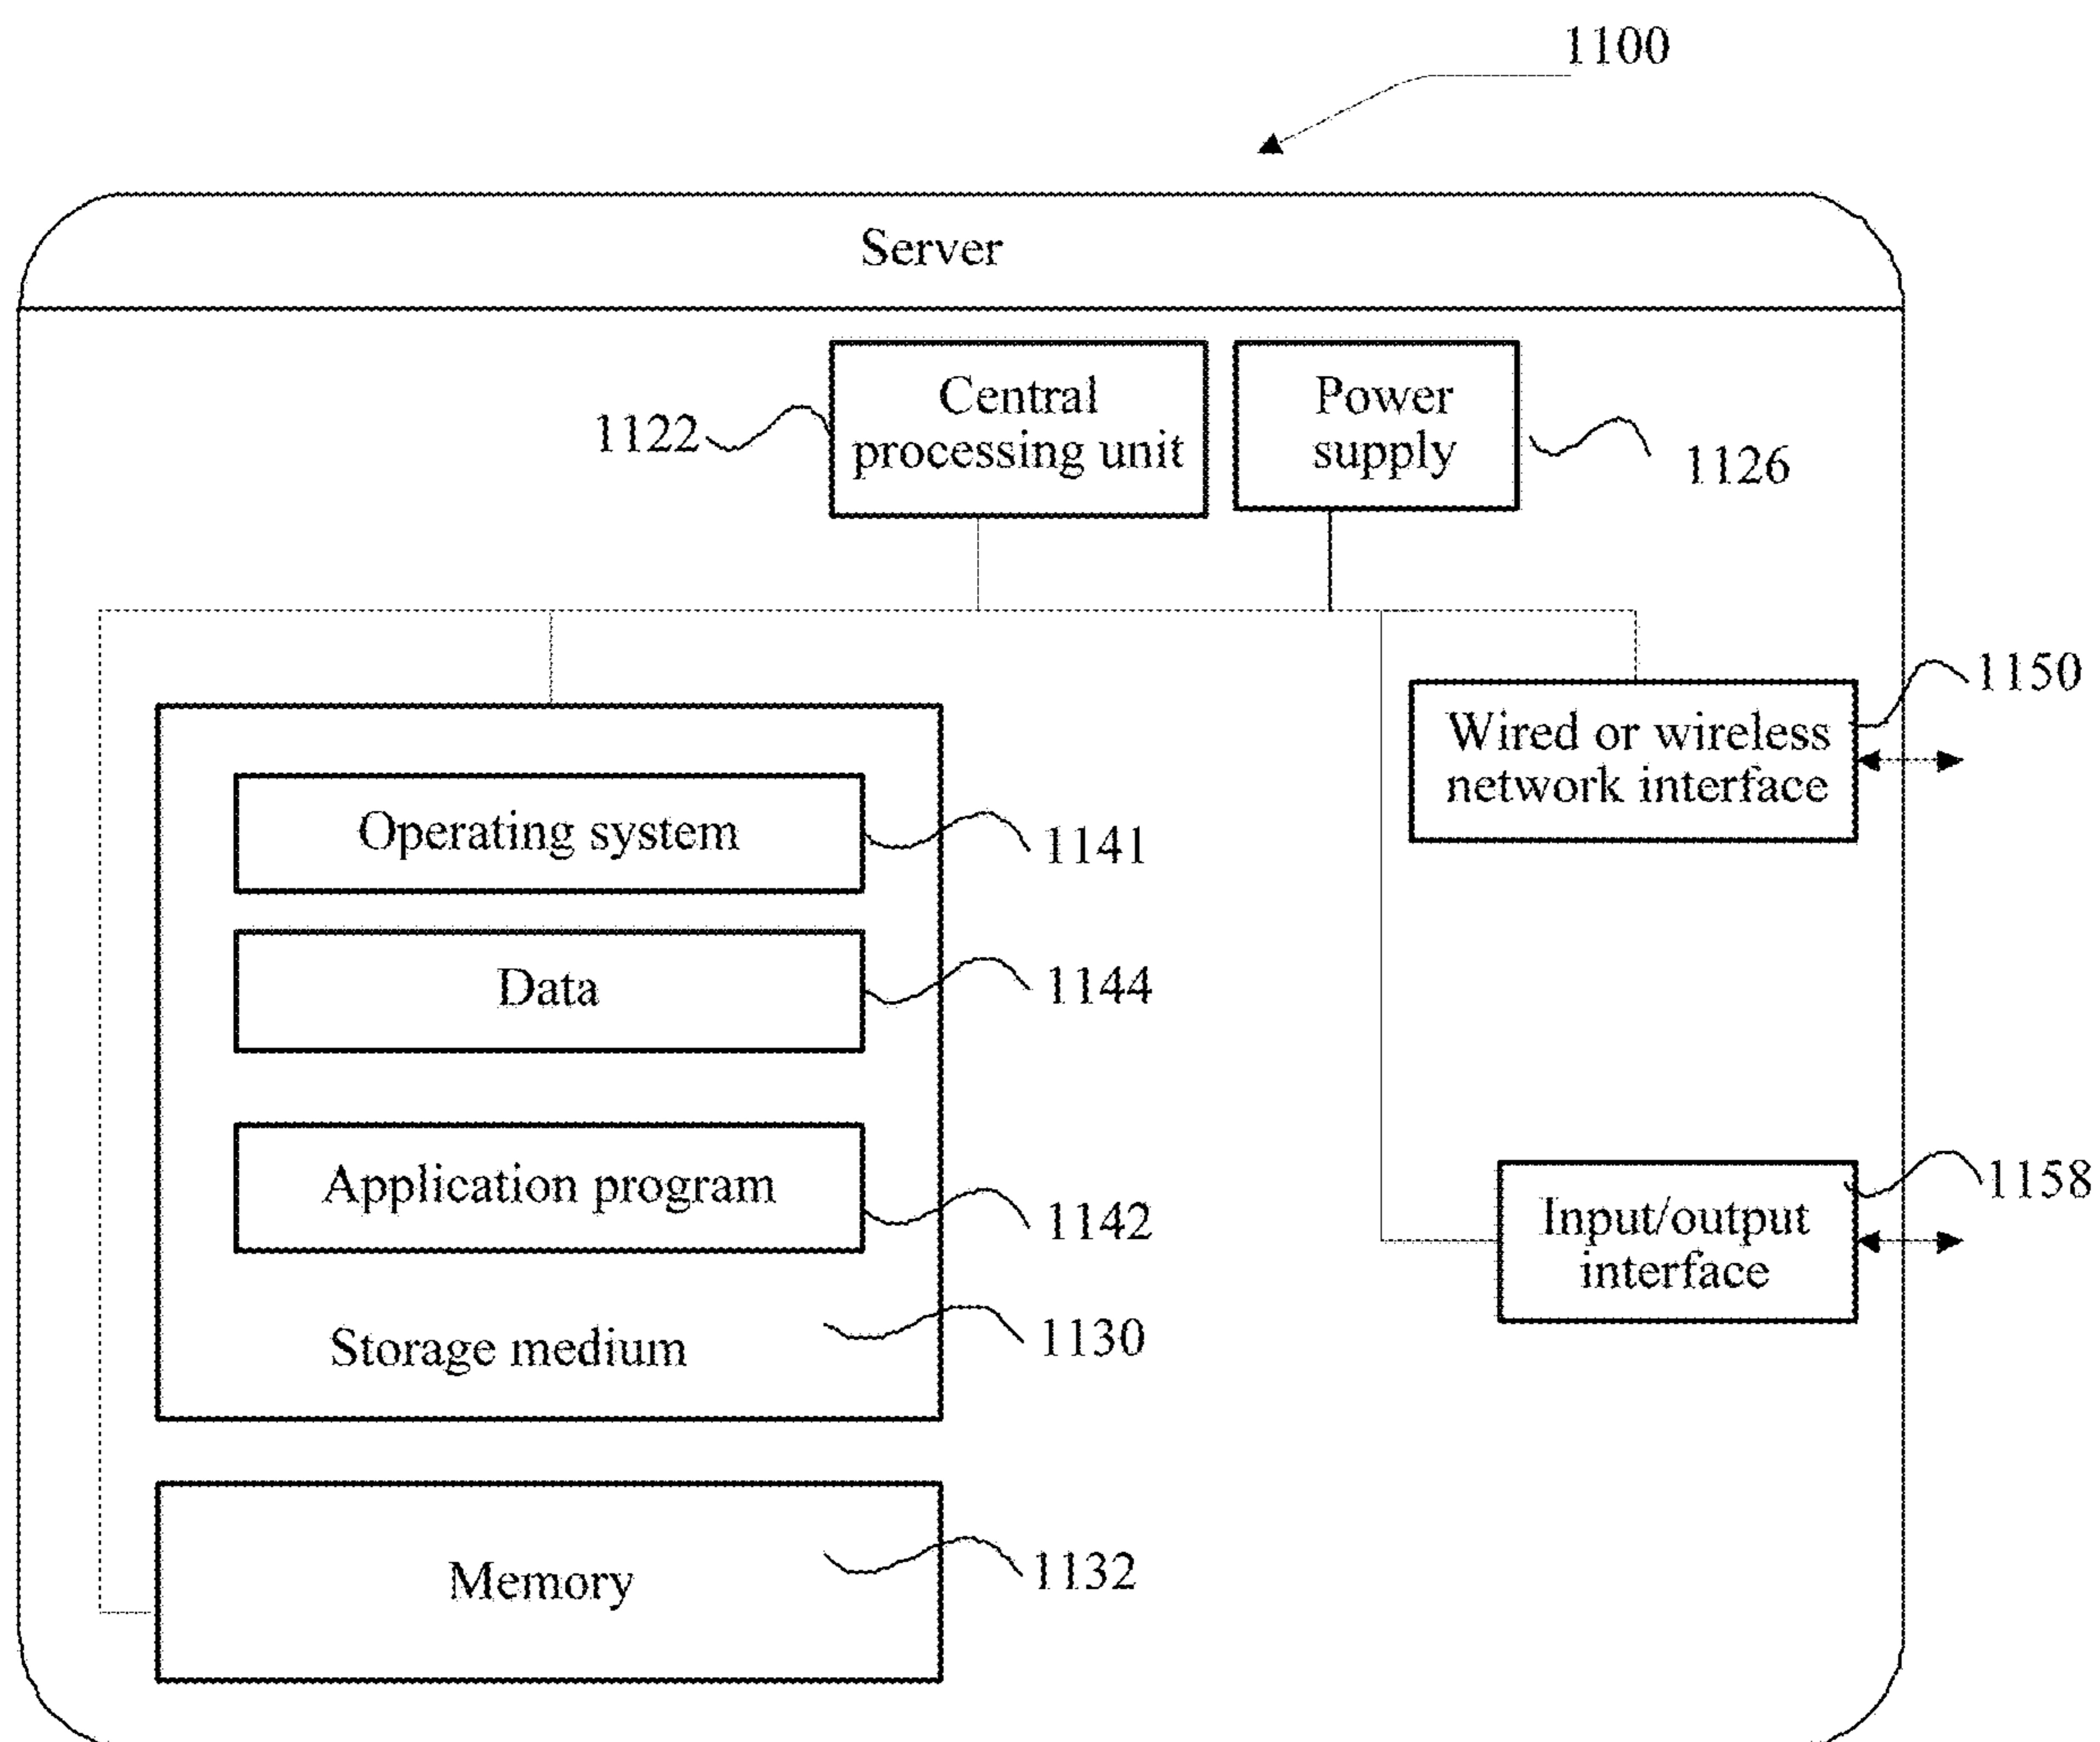 1100
Server
Central
processing unit
1122
Power
supply
1126
Wired or wireless
network interface
1150
Operating system
1141
Data
1144
Application program
1142
Storage medium
1130
Input/output
interface
1158
Memory
1132